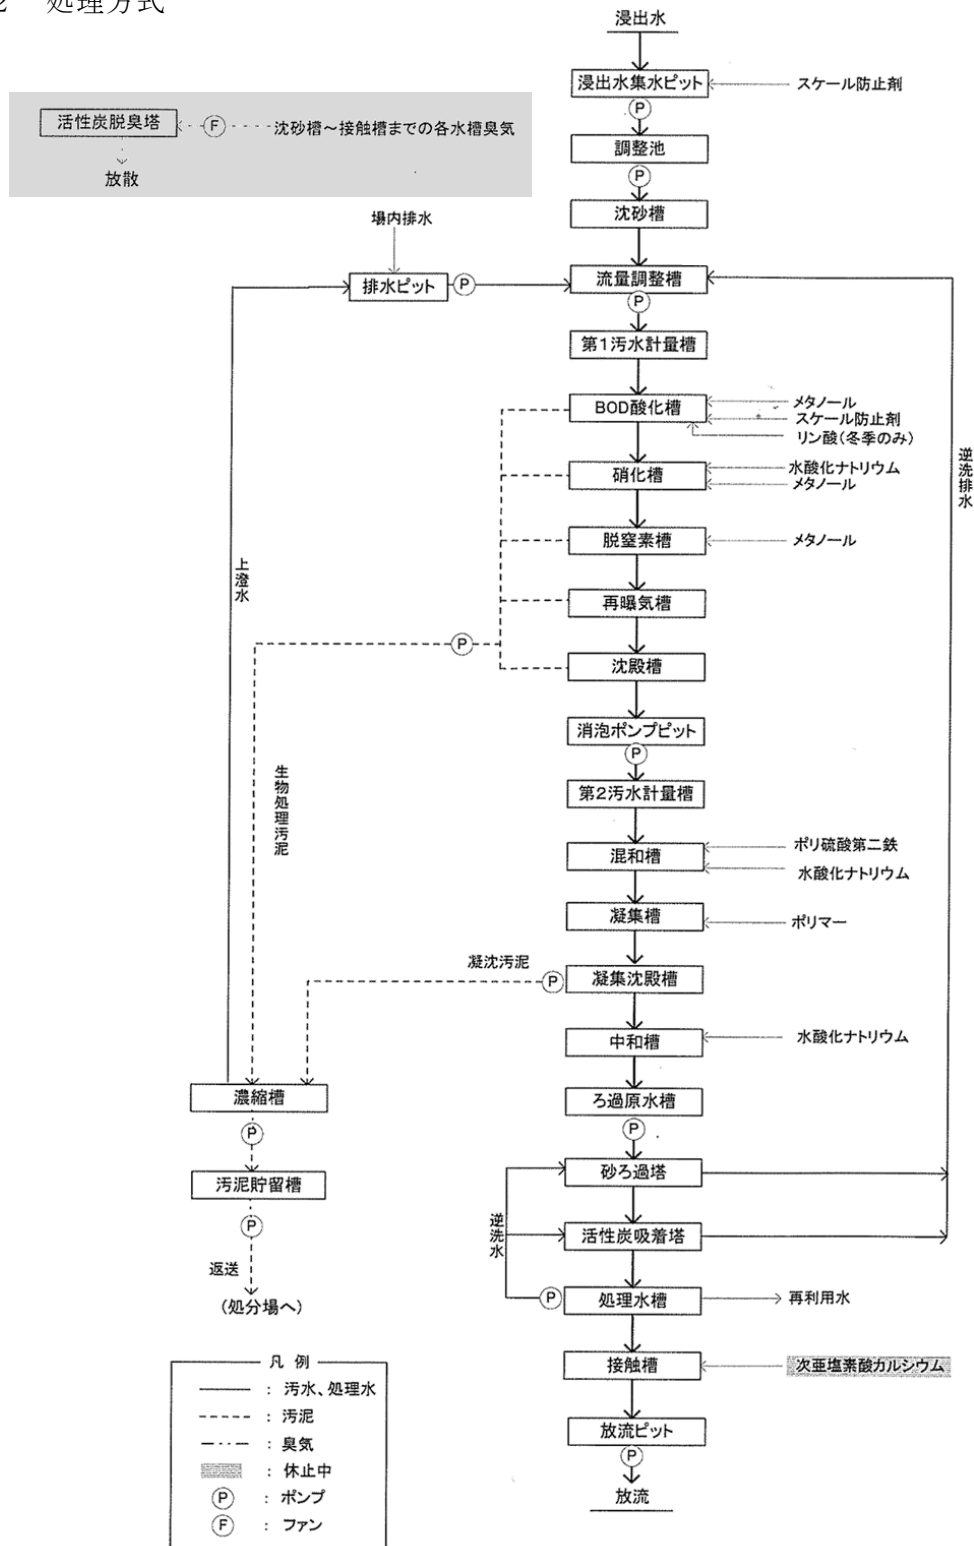 処理方式
浸出水
浸出水集水ピット
スケール防止剤
P
活性炭脱臭塔
F
沈砂槽～接触槽までの各水槽臭気
放散
調整池
P
沈砂槽
場内排水
排水ピット
P
流量調整槽
P
第1汚水計量槽
BOD酸化槽
メタノール
スケール防止剤
リン酸(冬季のみ)
硝化槽
水酸化ナトリウム
メタノール
逆洗排水
脱窒素槽
メタノール
上澄水
再曝気槽
P
沈殿槽
消泡ポンプピット
P
生物処理汚泥
第2汚水計量槽
混和槽
ポリ硫酸第二鉄
水酸化ナトリウム
凝集槽
ポリマー
凝沈汚泥
P
凝集沈殿槽
中和槽
水酸化ナトリウム
濃縮槽
ろ過原水槽
P
P
汚泥貯留槽
砂ろ過塔
P
逆洗水
活性炭吸着塔
返送
(処分場へ)
P
処理水槽
再利用水
接触槽
次亜塩素酸カルシウム
放流ピット
P
放流
凡 例
: 汚水、処理水
: 汚泥
: 臭気
: 休止中
P : ポンプ
F : ファン